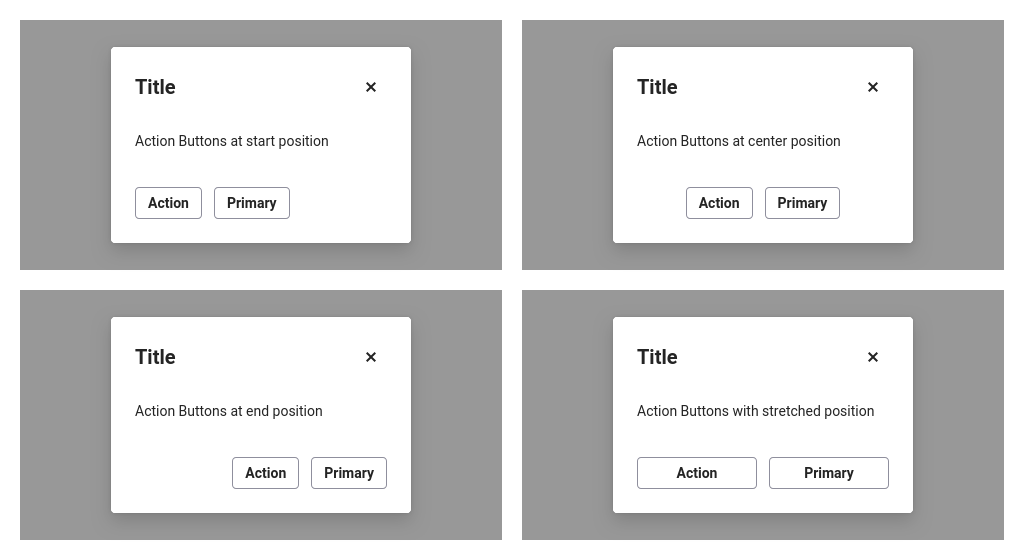 Title ✕
Action Buttons at start position
Action Primary
Title ✕
Action Buttons at center position
Action Primary
Title ✕
Action Buttons at end position
Action Primary
Title ✕
Action Buttons with stretched position
Action Primary